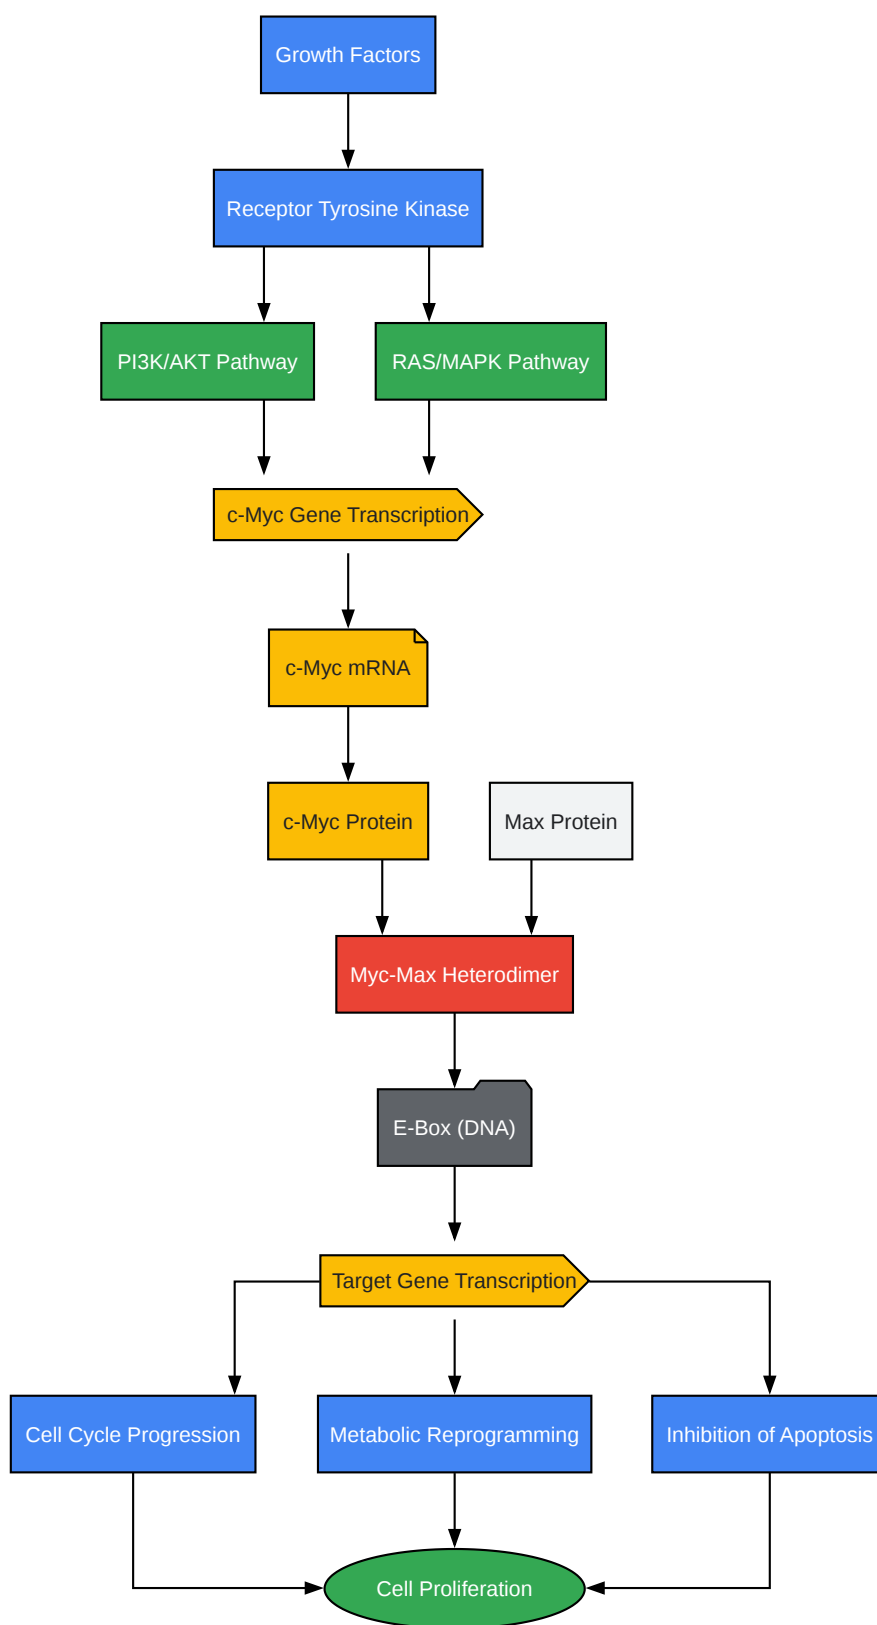 Growth Factors
Receptor Tyrosine Kinase
PI3K/AKT Pathway
RAS/MAPK Pathway
c-Myc Gene Transcription
c-Myc mRNA
c-Myc Protein
Max Protein
Myc-Max Heterodimer
E-Box (DNA)
Target Gene Transcription
Cell Cycle Progression
Metabolic Reprogramming
Inhibition of Apoptosis
Cell Proliferation